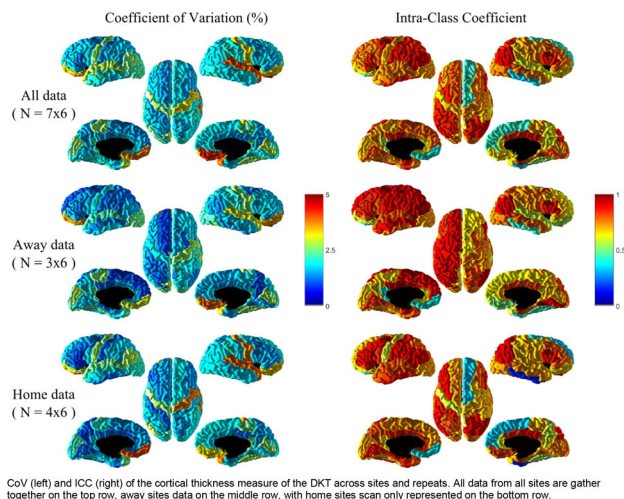 Coefficient of Variation (%)
Intra-Class Coefficient
All data
( N = 7x6 )
Away data
( N = 3x6 )
5
2.5
0
1
0.5
0
Home data
( N = 4x6 )
CoV (left) and ICC (right) of the cortical thickness measure of the DKT across sites and repeats. All data from all sites are gather
together on the top row, away sites data on the middle row, with home sites scan only represented on the bottom row.